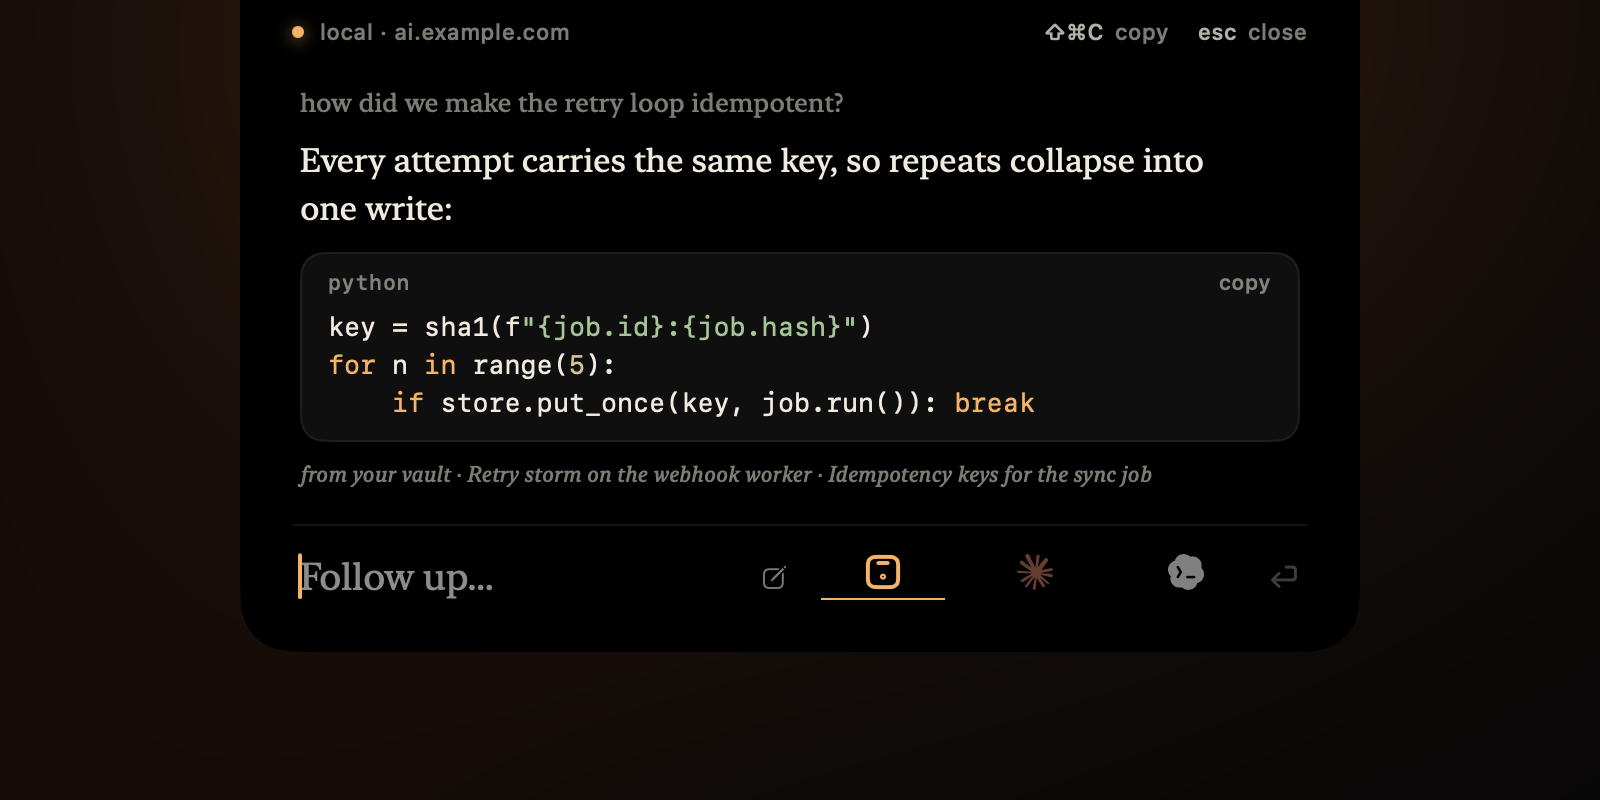 local · ai.example.com
⇧⌘C copy esc close
how did we make the retry loop idempotent?
Every attempt carries the same key, so repeats collapse into
one write:
python
copy
key = sha1(f"{job.id}:{job.hash}")
for n in range(5):
    if store.put_once(key, job.run()): break
from your vault · Retry storm on the webhook worker · Idempotency keys for the sync job
Follow up...